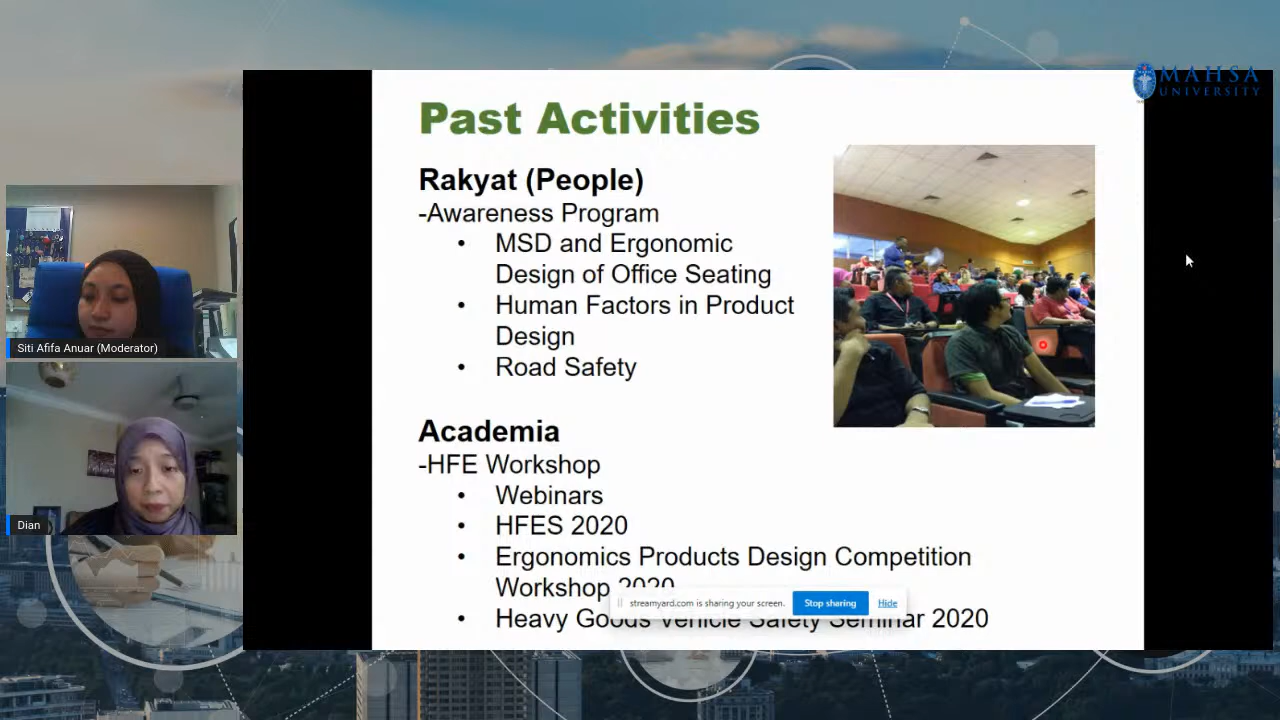 MAHSA
UNIVERSITY
Past Activities
Rakyat (People)
-Awareness Program
• MSD and Ergonomic
Design of Office Seating
• Human Factors in Product
Design
• Road Safety
Academia
-HFE Workshop
• Webinars
• HFES 2020
• Ergonomics Products Design Competition
Workshop 2020
• Heavy Goods Vehicle Safety Seminar 2020
streamyard.com is sharing your screen.
Stop sharing
Hide
Siti Afifa Anuar (Moderator)
Dian